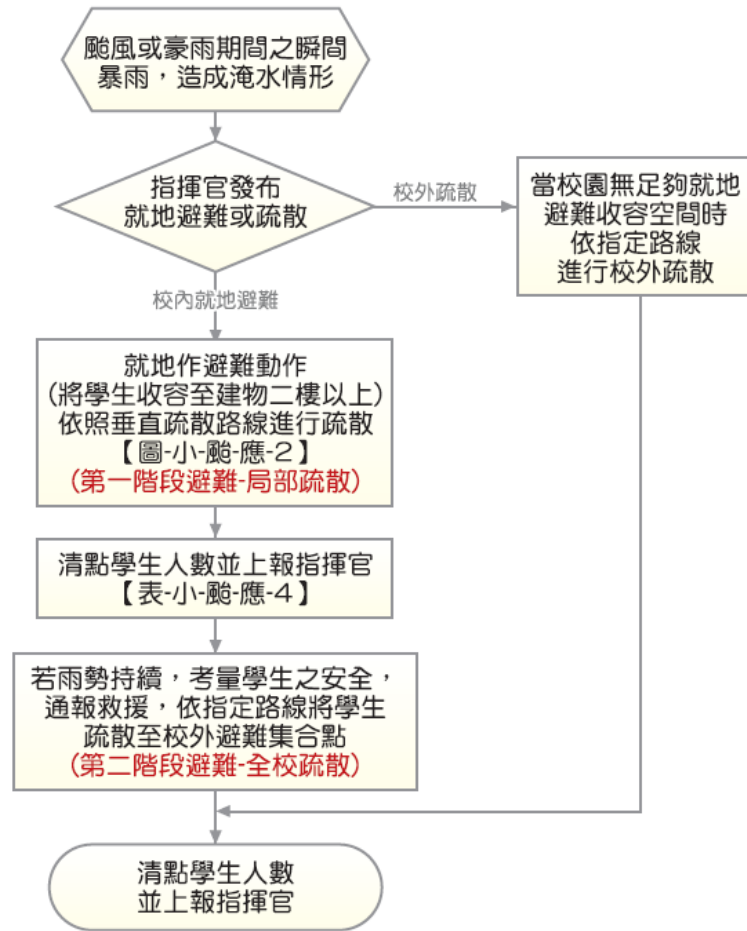 颱風或豪雨期間之瞬間
暴雨，造成淹水情形
指揮官發布
就地避難或疏散
校外疏散
當校園無足夠就地
避難收容空間時
依指定路線
進行校外疏散
校內就地避難
就地作避難動作
(將學生收容至建物二樓以上)
依照垂直疏散路線進行疏散
【圖-小-颱-應-2】
(第一階段避難-局部疏散)
清點學生人數並上報指揮官
【表-小-颱-應-4】
若雨勢持續，考量學生之安全，
通報救援，依指定路線將學生
疏散至校外避難集合點
(第二階段避難-全校疏散)
清點學生人數
並上報指揮官